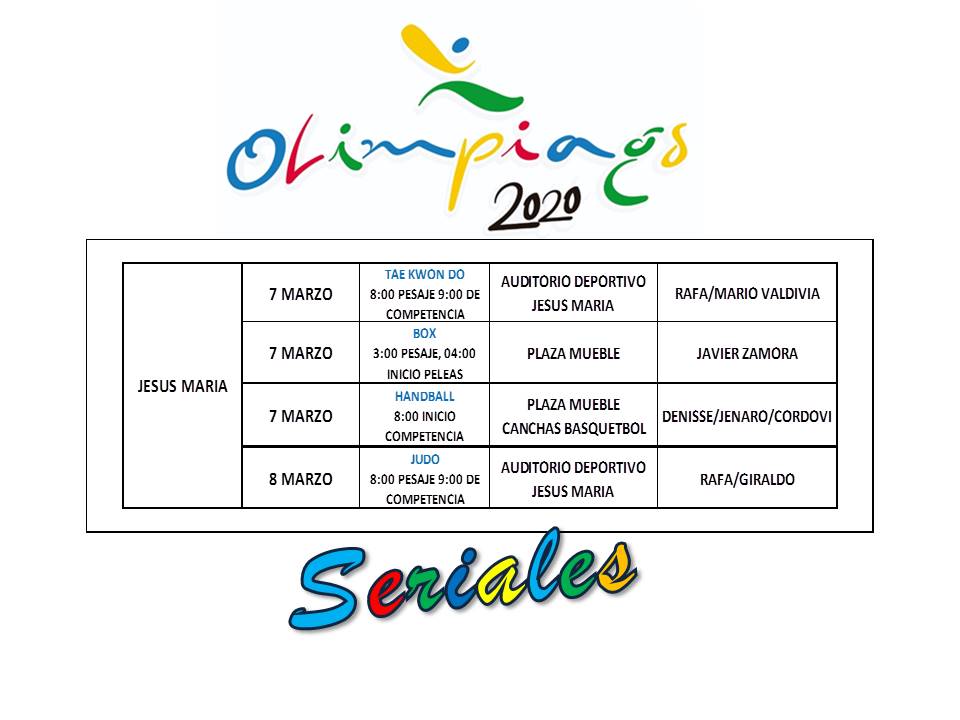 OLimpiadas
2020
JESUS MARIA
7 MARZO
TAE KWON DO
8:00 PESAJE 9:00 DE
COMPETENCIA
AUDITORIO DEPORTIVO
JESUS MARIA
RAFA/MARIO VALDIVIA
7 MARZO
BOX
3:00 PESAJE, 04:00
INICIO PELEAS
PLAZA MUEBLE
JAVIER ZAMORA
7 MARZO
HANDBALL
8:00 INICIO
COMPETENCIA
PLAZA MUEBLE
CANCHAS BASQUETBOL
DENISSE/JENARO/CORDOVI
8 MARZO
JUDO
8:00 PESAJE 9:00 DE
COMPETENCIA
AUDITORIO DEPORTIVO
JESUS MARIA
RAFA/GIRALDO
Seriales